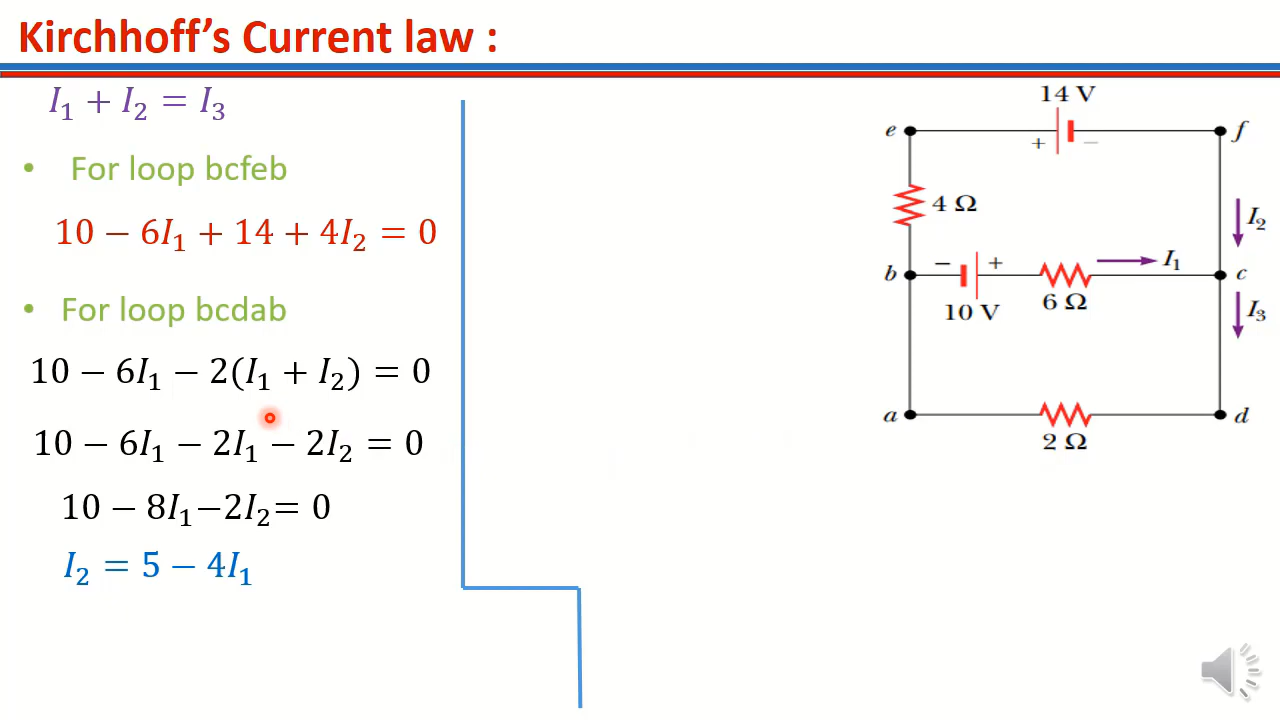 Kirchhoff's Current law :
I₁ + I₂ = I₃
• For loop bcfeb
10 − 6I₁ + 14 + 4I₂ = 0
• For loop bcdab
10 − 6I₁ − 2(I₁ + I₂) = 0
10 − 6I₁ − 2I₁ − 2I₂ = 0
10 − 8I₁−2I₂= 0
I₂ = 5 − 4I₁
14 V
e
f
+ −
4 Ω
I₂
− +
I₁
b
c
10 V
6 Ω
I₃
a
d
2 Ω